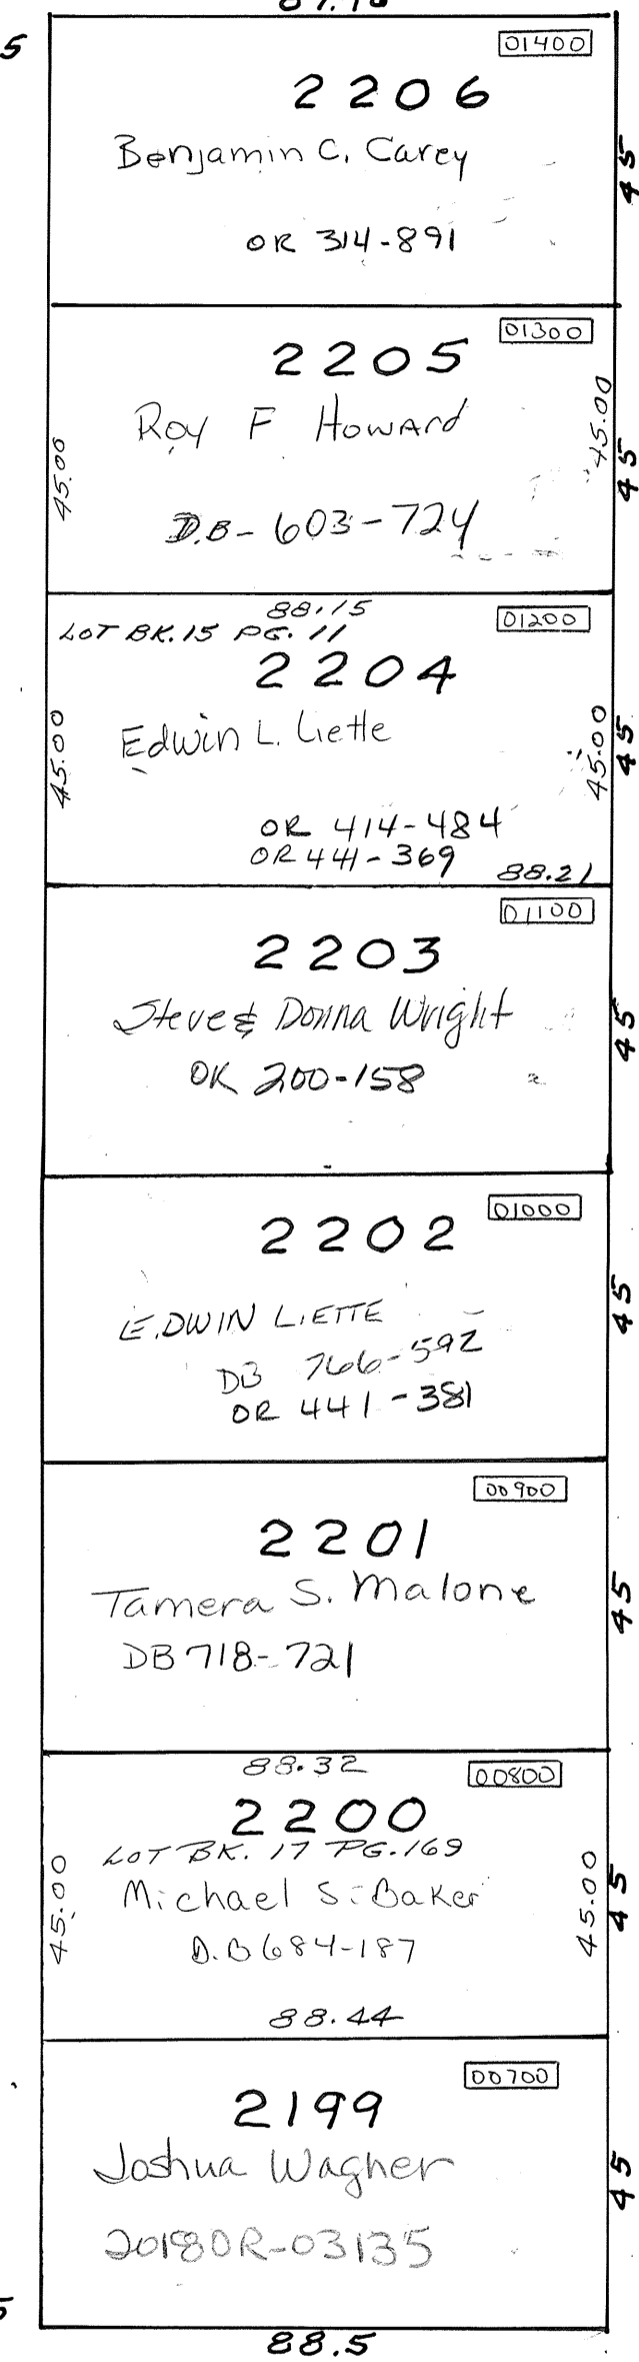 5
01400
2206
Benjamin C. Carey
45
OR 314-891
01300
2205
Roy F Howard
45.00
45.00
45
D.B-603-724
88.15
LOT BK.15 PG.11
01200
2204
Edwin L. Liette
45.00
45.00
45
OR 414-484
OR 441-369
88.21
01100
2203
Steve & Donna Wright
45
OR 200-158
01000
2202
45
E.DWIN LIETTE
DB 766-592
OR 441-381
00900
2201
Tamera S. Malone
45
DB 718-721
88.32
00800
2200
LOT BK. 17 PG.169
Michael S. Baker
45.00
45.00
45
D.B 684-187
88.44
00700
2199
Joshua Wagner
45
2018OR-03135
88.5